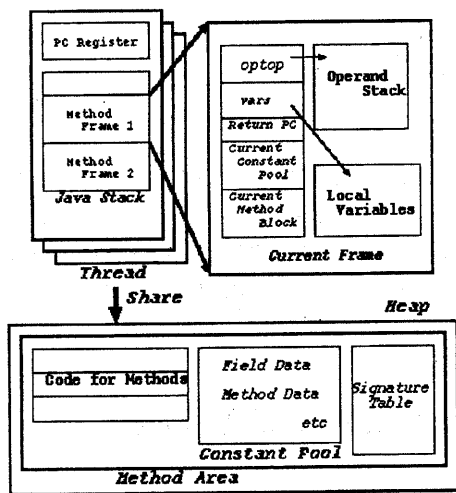 PC Register
Method
Frame 1
Method
Frame 2
Java Stack
Thread
optop
vars
Return PC
Current
Constant
Pool
Current
Method
Block
Operand
Stack
Local
Variables
Current Frame
Share
Heap
Code for Methods
Field Data
Method Data
etc
Constant Pool
Signature
Table
Method Area